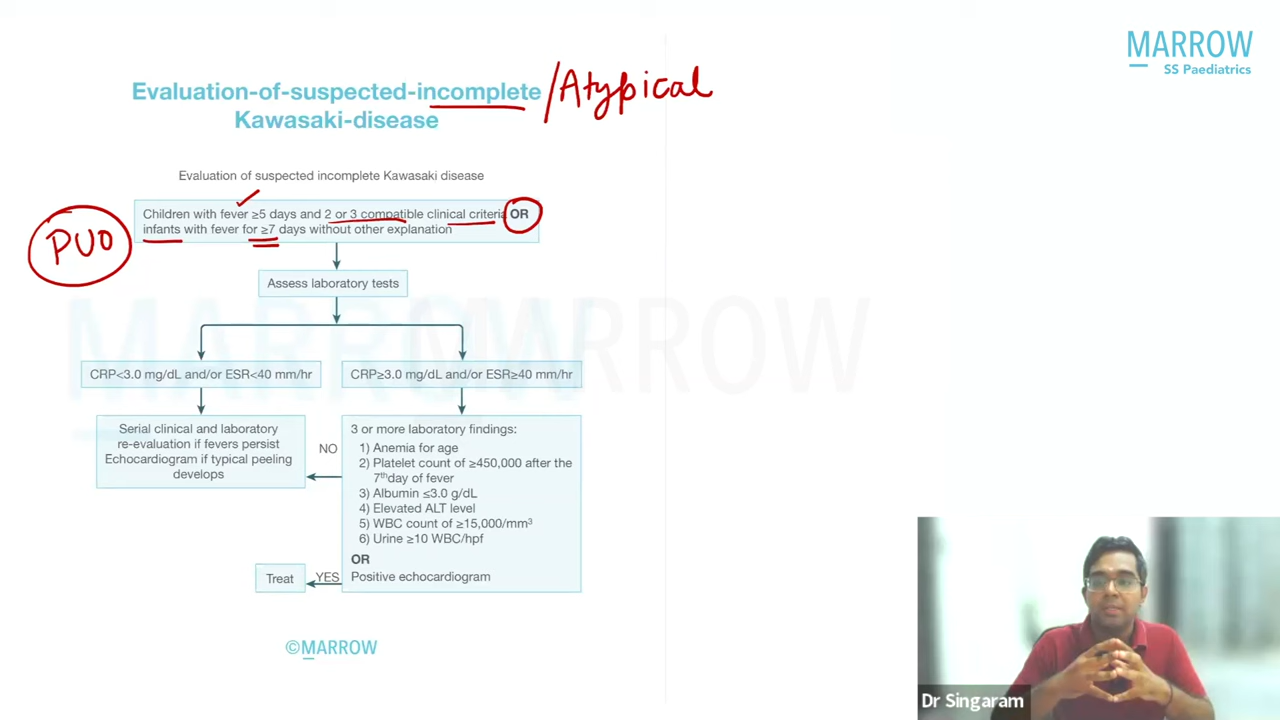 MARROW
SS Paediatrics
Evaluation-of-suspected-incomplete /Atypical
Kawasaki-disease
Evaluation of suspected incomplete Kawasaki disease
Children with fever ≥5 days and 2 or 3 compatible clinical criteria OR
infants with fever for ≥7 days without other explanation
PUO
Assess laboratory tests
MARROW
MARROW
CRP<3.0 mg/dL and/or ESR<40 mm/hr
CRP≥3.0 mg/dL and/or ESR≥40 mm/hr
Serial clinical and laboratory
re-evaluation if fevers persist
Echocardiogram if typical peeling
develops
NO
3 or more laboratory findings:
1) Anemia for age
2) Platelet count of ≥450,000 after the
7th day of fever
3) Albumin ≤3.0 g/dL
4) Elevated ALT level
5) WBC count of ≥15,000/mm³
6) Urine ≥10 WBC/hpf
OR
Positive echocardiogram
YES
Treat
©MARROW
Dr Singaram